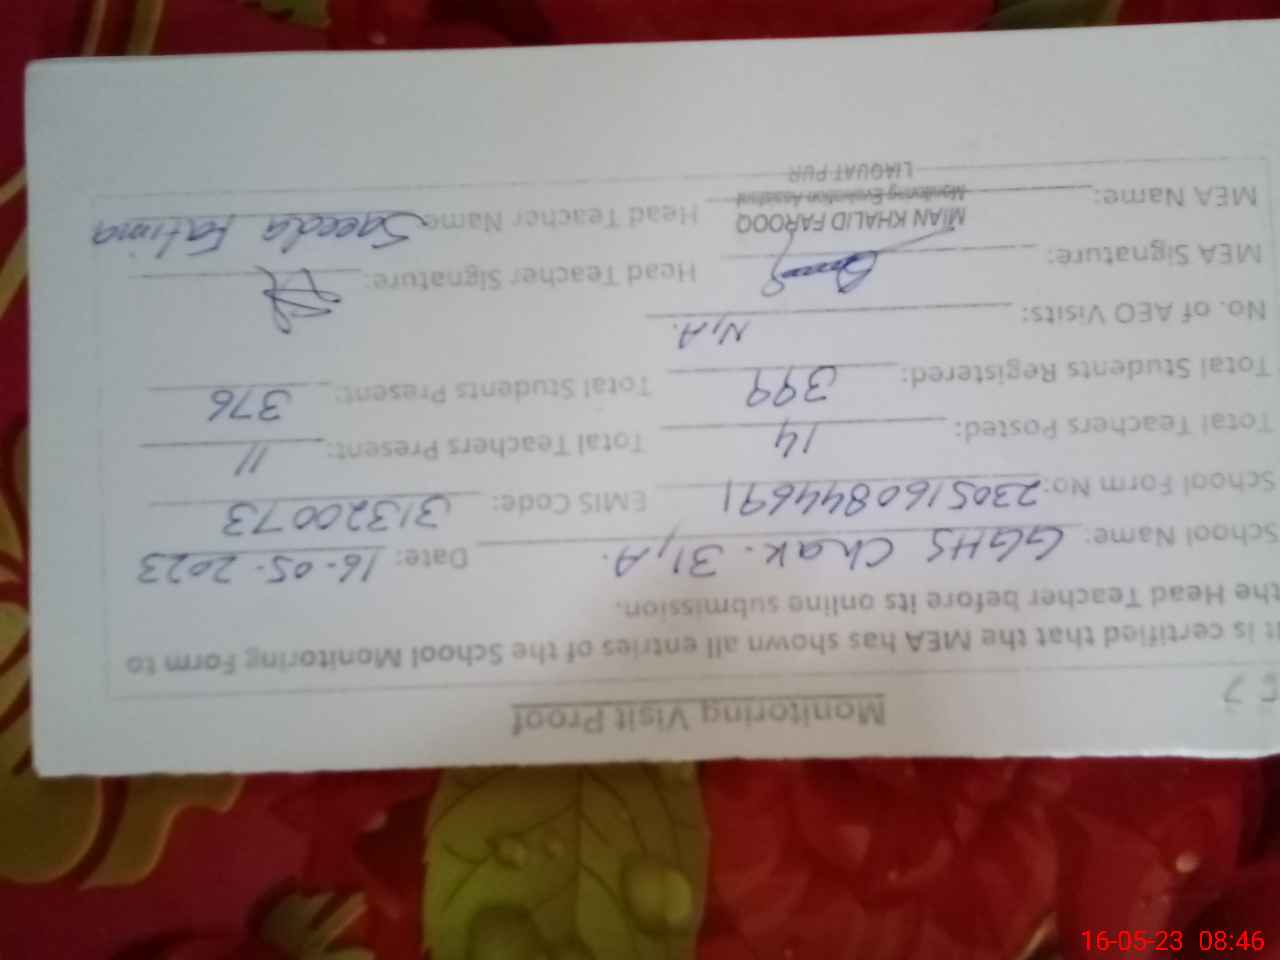 57
Monitoring Visit Proof
It is certified that the MEA has shown all entries of the School Monitoring Form to
the Head Teacher before its online submission.
School Name: GGHS Chak. 31/A. Date: 16-05-2023
School Form No: 230516084469 1 EMIS Code: 31320073
Total Teachers Posted: 14 Total Teachers Present: 11
Total Students Registered: 399 Total Students Present: 376
No. of AEO Visits: N/A.
MEA Signature: Head Teacher Signature:
MEA Name: MIAN KHALID FAROOQ Head Teacher Name Saeeda Fatima
Monitoring Evaluation Assistant
LIAQUAT PUR
16-05-23 08:46